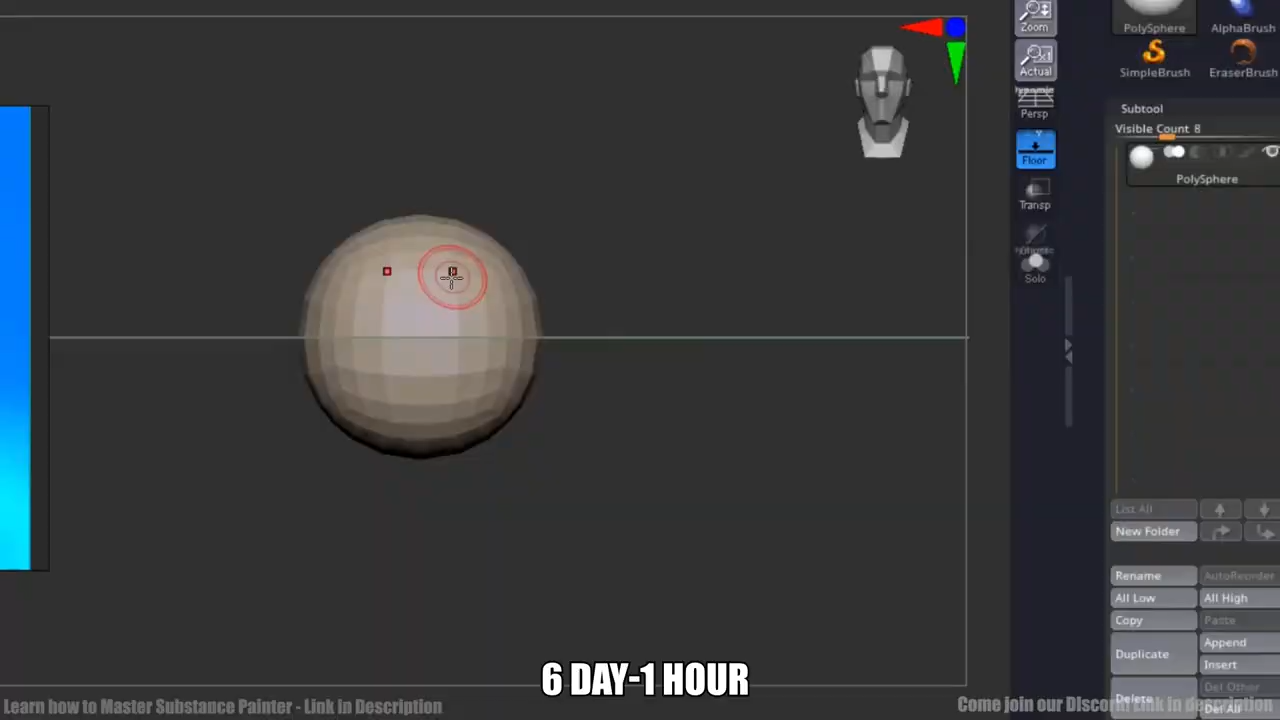 Zoom
PolySphere
AlphaBrush
Actual
SimpleBrush
EraserBrush
Dynamic
Persp
Subtool
Visible Count 8
Floor
PolySphere
Transp
Solo
List All
New Folder
Rename
AutoReorder
All Low
All High
Copy
Paste
Duplicate
Append
Insert
Delete
Del Other
Del All
6 DAY-1 HOUR
Learn how to Master Substance Painter - Link in Description
Come join our Discord Link in description